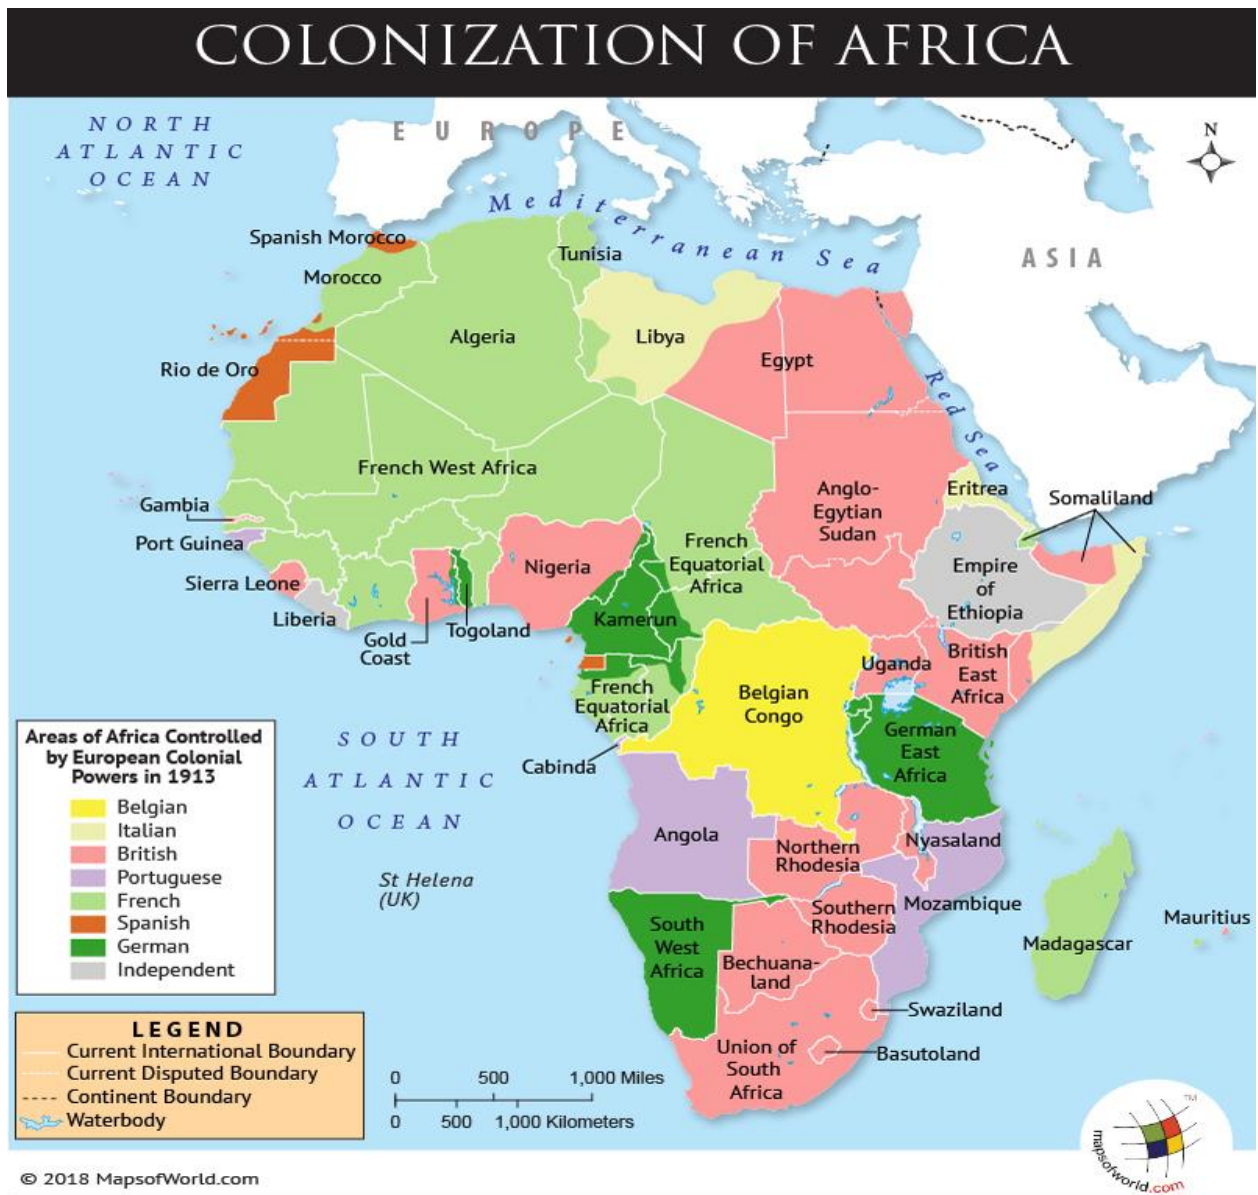 COLONIZATION OF AFRICA
NORTH
ATLANTIC
OCEAN
EUROPE
N
ASIA
Mediterranean Sea
Red Sea
Spanish Morocco
Morocco
Tunisia
Algeria
Libya
Egypt
Rio de Oro
French West Africa
Gambia
Port Guinea
Sierra Leone
Liberia
Gold
Coast
Togoland
Nigeria
Kamerun
French
Equatorial
Africa
Anglo-
Egytian
Sudan
Eritrea
Somaliland
Empire
of
Ethiopia
Uganda
British
East
Africa
French
Equatorial
Africa
Belgian
Congo
German
East
Africa
Cabinda
SOUTH
ATLANTIC
OCEAN
St Helena
(UK)
Angola
Northern
Rhodesia
Nyasaland
Southern
Rhodesia
Mozambique
South
West
Africa
Bechuana-
land
Madagascar
Mauritius
Swaziland
Basutoland
Union of
South
Africa
Areas of Africa Controlled
by European Colonial
Powers in 1913
Belgian
Italian
British
Portuguese
French
Spanish
German
Independent
LEGEND
Current International Boundary
Current Disputed Boundary
Continent Boundary
Waterbody
0 500 1,000 Miles
0 500 1,000 Kilometers
TM
mapsofworld.com
© 2018 MapsofWorld.com